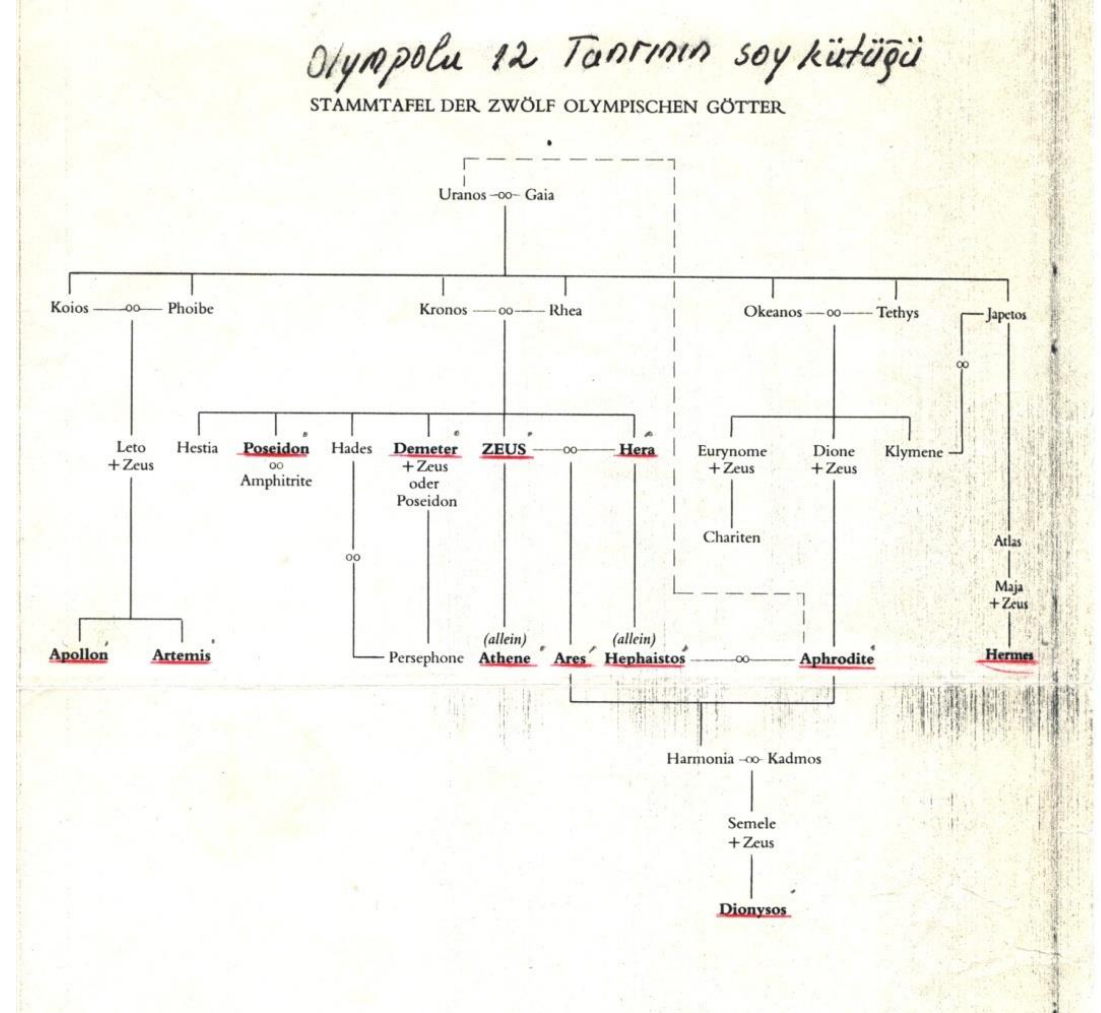 Olympolu 12 Tanrının soy kütüğü
STAMMTAFEL DER ZWÖLF OLYMPISCHEN GÖTTER
Uranos ∞ Gaia
Koios ∞ Phoibe
Kronos ∞ Rhea
Okeanos ∞ Tethys
Japetos
∞
Leto
+ Zeus
Hestia
Poseidon
∞
Amphitrite
Hades
Demeter
+ Zeus
oder
Poseidon
ZEUS ∞ Hera
Eurynome
+ Zeus
Dione
+ Zeus
Klymene
Chariten
∞
Atlas
Maja
+ Zeus
Apollon
Artemis
Persephone
(allein)
Athene
Ares
(allein)
Hephaistos ∞ Aphrodite
Hermes
Harmonia ∞ Kadmos
Semele
+ Zeus
Dionysos